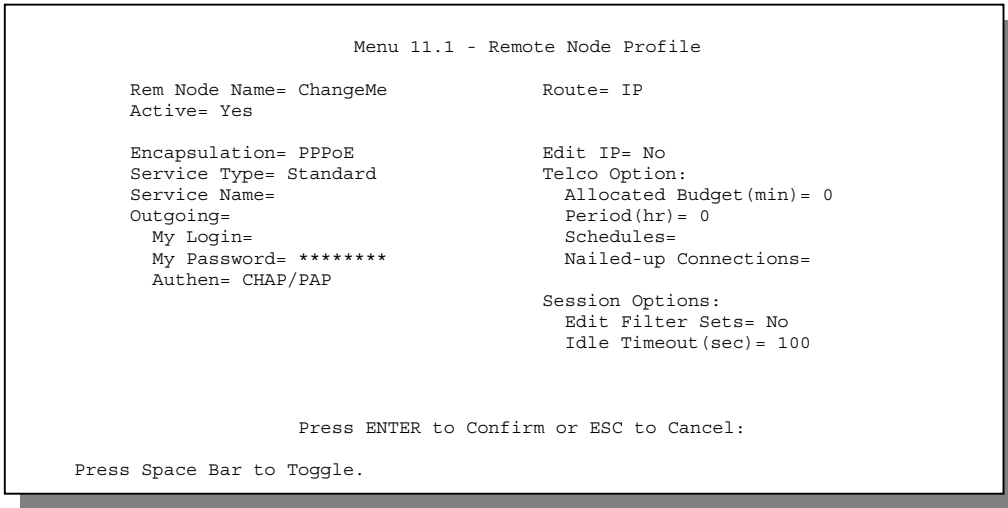 Menu 11.1 - Remote Node Profile
Rem Node Name= ChangeMe Route= IP
Active= Yes
Encapsulation= PPPoE Edit IP= No
Service Type= Standard Telco Option:
Service Name= Allocated Budget(min)= 0
Outgoing= Period(hr)= 0
My Login= Schedules=
My Password= ******** Nailed-up Connections=
Authen= CHAP/PAP
Session Options:
Edit Filter Sets= No
Idle Timeout(sec)= 100
Press ENTER to Confirm or ESC to Cancel:
Press Space Bar to Toggle.